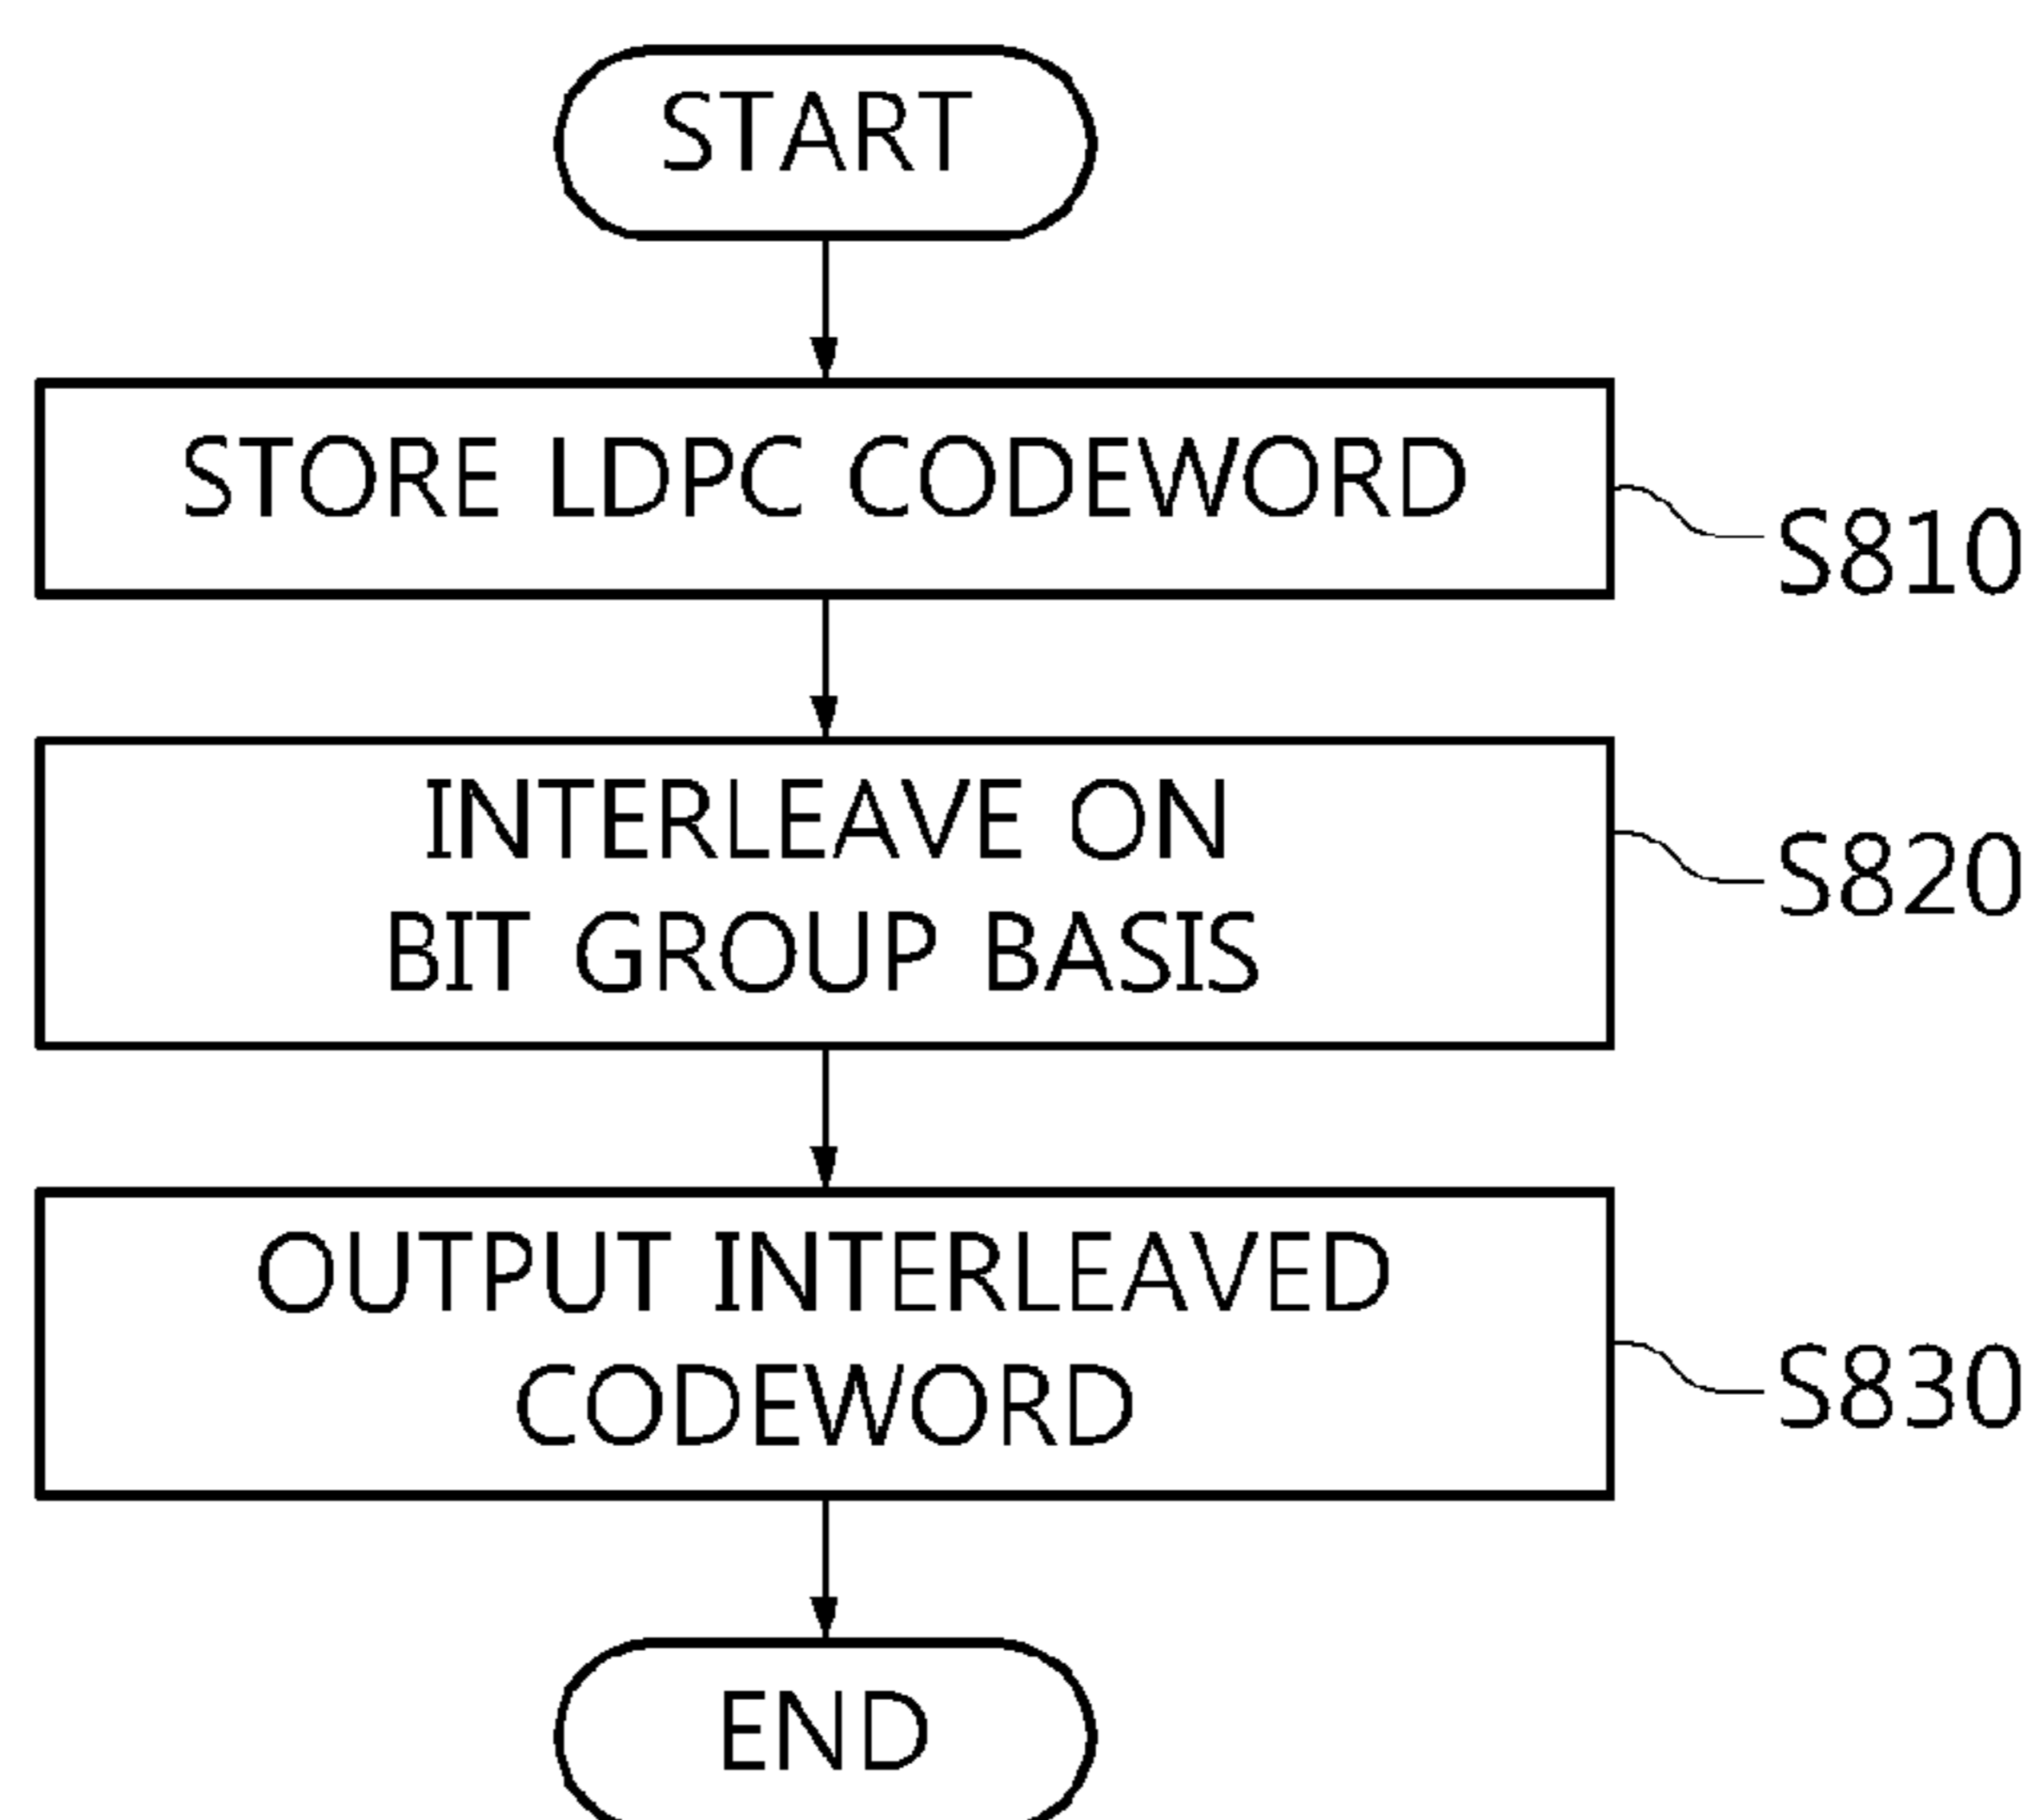 START
STORE LDPC CODEWORD
S810
INTERLEAVE ON
BIT GROUP BASIS
S820
OUTPUT INTERLEAVED
CODEWORD
S830
END